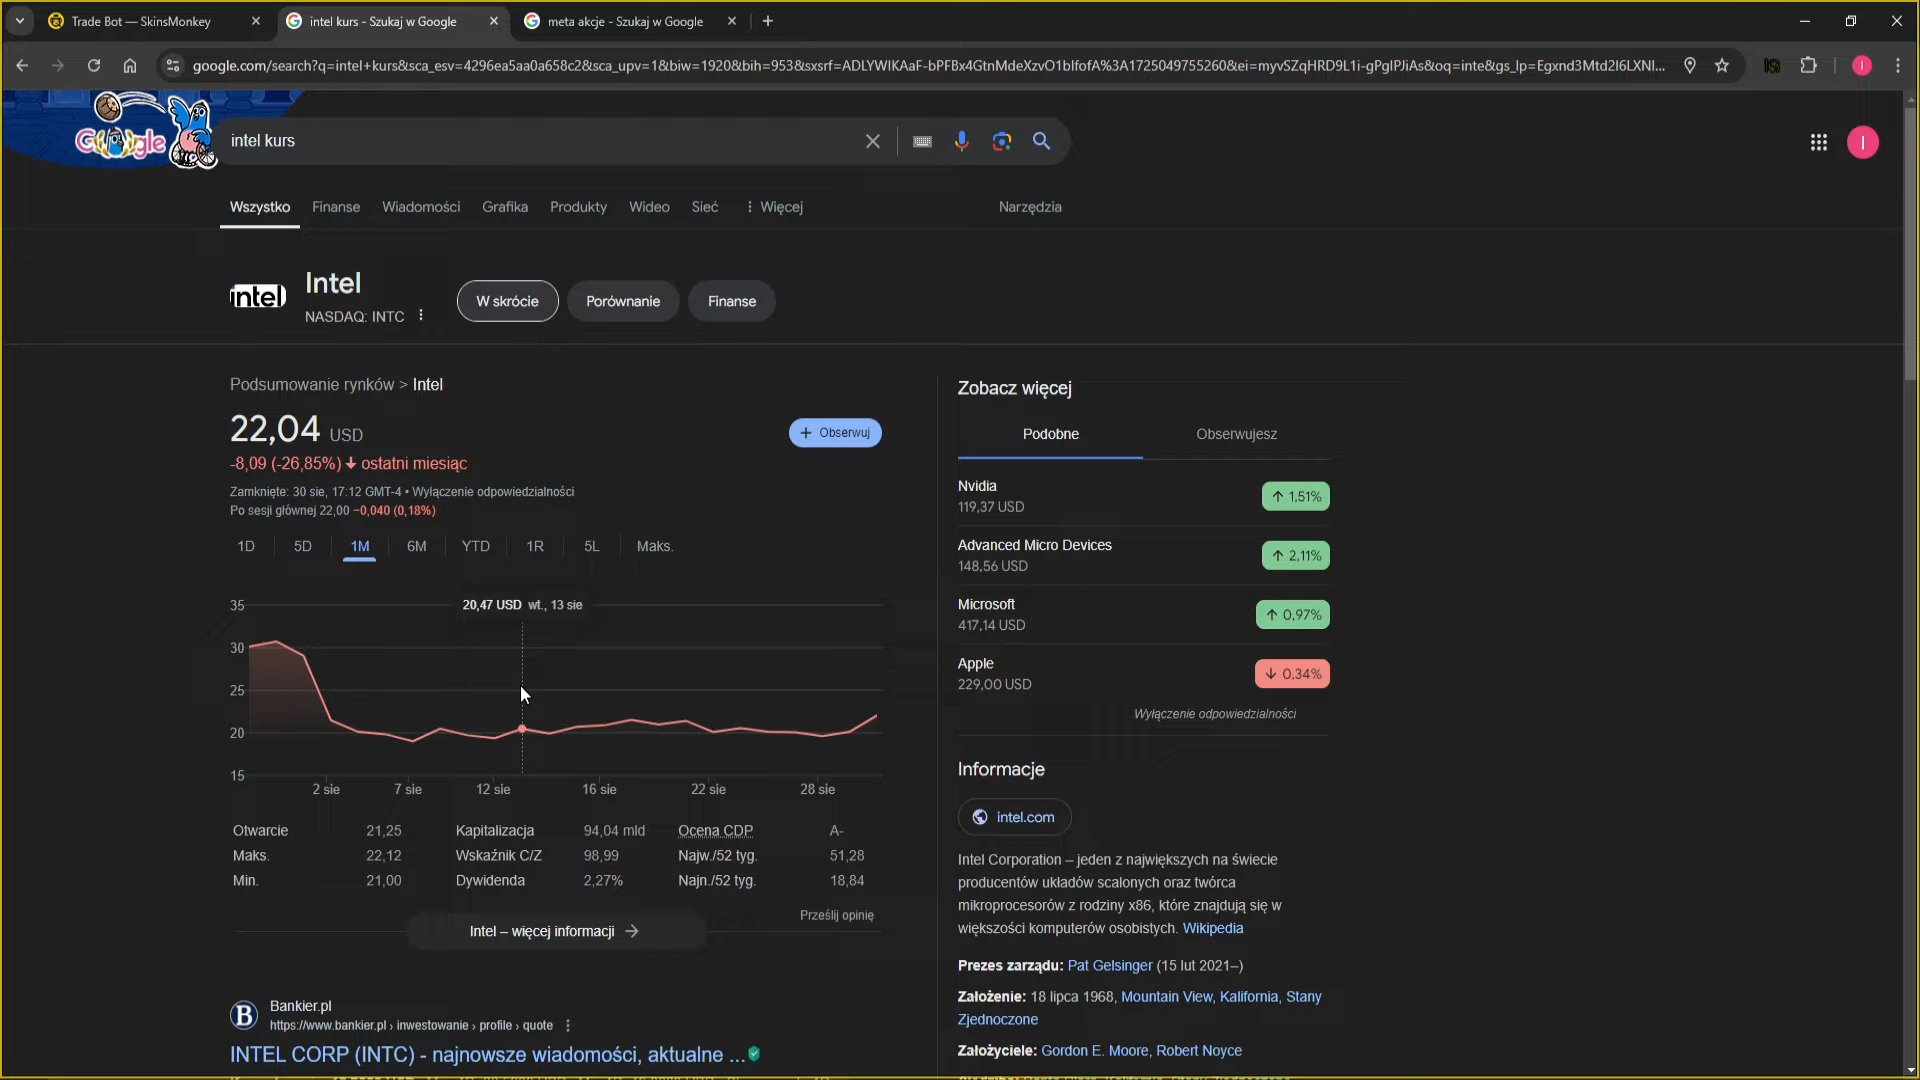 Trade Bot — SkinsMonkey
intel kurs - Szukaj w Google
meta akcje - Szukaj w Google
google.com/search?q=intel+kurs&sca_esv=4296ea5aa0a658c2&sca_upv=1&biw=1920&bih=953&sxsrf=ADLYWIKAaF-bPFBx4GtnMdeXzvO1bIfofA%3A1725049755260&ei=myvSZqHRD9L1i-gPgIPJiAs&oq=inte&gs_lp=Egxnd3Mtd2l6LXNl...
I
Google
intel kurs
I
Wszystko Finanse Wiadomości Grafika Produkty Wideo Sieć Więcej Narzędzia
intel
Intel
NASDAQ: INTC
W skrócie Porównanie Finanse
Podsumowanie rynków > Intel
22,04 USD
+ Obserwuj
-8,09 (-26,85%) ostatni miesiąc
Zamknięte: 30 sie, 17:12 GMT-4 • Wyłączenie odpowiedzialności
Po sesji głównej 22,00 −0,040 (0,18%)
1D 5D 1M 6M YTD 1R 5L Maks.
20,47 USD wt., 13 sie
35
30
25
20
15
2 sie 7 sie 12 sie 16 sie 22 sie 28 sie
Otwarcie 21,25 Kapitalizacja 94,04 mld Ocena CDP A-
Maks. 22,12 Wskaźnik C/Z 98,99 Najw./52 tyg. 51,28
Min. 21,00 Dywidenda 2,27% Najn./52 tyg. 18,84
Prześlij opinię
Intel – więcej informacji →
Bankier.pl
https://www.bankier.pl › inwestowanie › profile › quote
INTEL CORP (INTC) - najnowsze wiadomości, aktualne ...
Zobacz więcej
Podobne Obserwujesz
Nvidia
119,37 USD
↑ 1,51%
Advanced Micro Devices
148,56 USD
↑ 2,11%
Microsoft
417,14 USD
↑ 0,97%
Apple
229,00 USD
↓ 0,34%
Wyłączenie odpowiedzialności
Informacje
intel.com
Intel Corporation – jeden z największych na świecie
producentów układów scalonych oraz twórca
mikroprocesorów z rodziny x86, które znajdują się w
większości komputerów osobistych. Wikipedia
Prezes zarządu: Pat Gelsinger (15 lut 2021–)
Założenie: 18 lipca 1968, Mountain View, Kalifornia, Stany
Zjednoczone
Założyciele: Gordon E. Moore, Robert Noyce